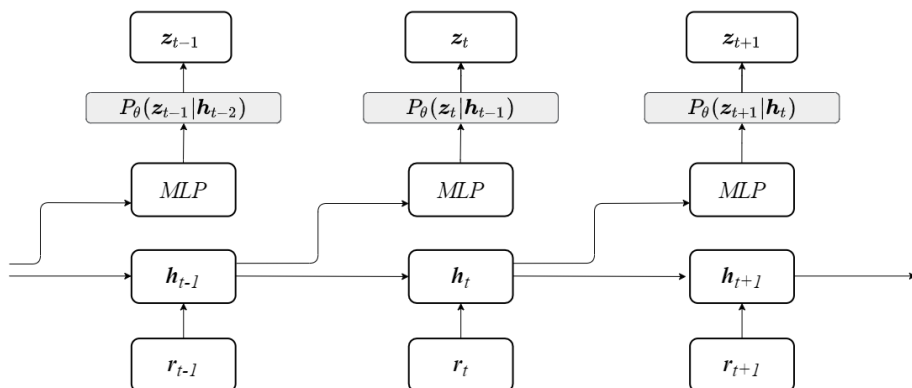 z_{t−1} z_t z_{t+1}
P_θ(z_{t−1}|h_{t−2}) P_θ(z_t|h_{t−1}) P_θ(z_{t+1}|h_t)
MLP MLP MLP
h_{t-1} h_t h_{t+1}
r_{t-1} r_t r_{t+1}